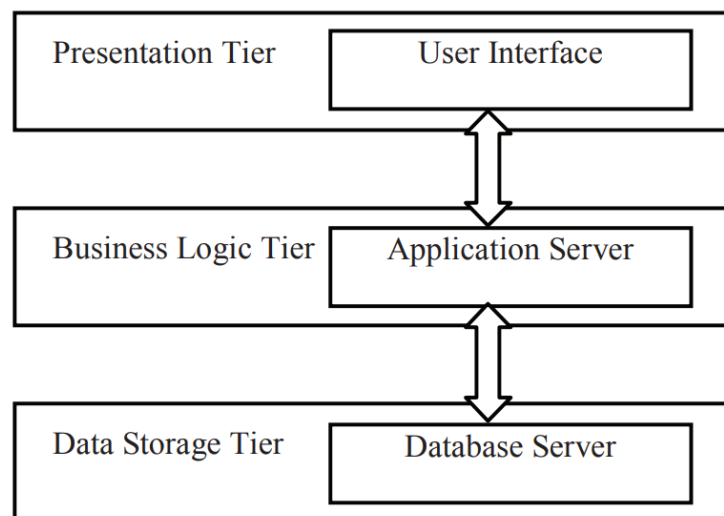 Presentation Tier
User Interface
Business Logic Tier
Application Server
Data Storage Tier
Database Server